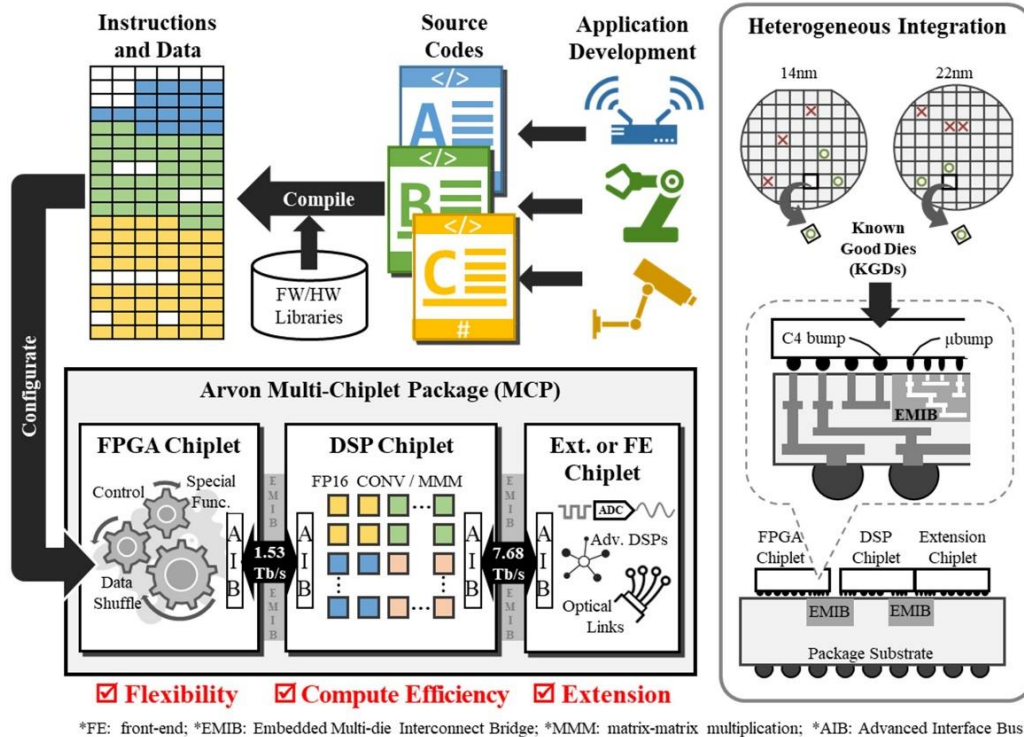 Instructions
and Data
Source
Codes
Application
Development
</>
A
</>
B
</>
C
#
Compile
FW/HW
Libraries
Configurate
Arvon Multi-Chiplet Package (MCP)
FPGA Chiplet
Control
Special
Func.
Data
Shuffle
AIB
EMIB
EMIB
1.53
Tb/s
DSP Chiplet
FP16 CONV / MMM
AIB
AIB
EMIB
EMIB
7.68
Tb/s
Ext. or FE
Chiplet
AIB
ADC
Adv. DSPs
Optical
Links
Flexibility
Compute Efficiency
Extension
Heterogeneous Integration
14nm
22nm
Known
Good Dies
(KGDs)
C4 bump
μbump
EMIB
FPGA
Chiplet
DSP
Chiplet
Extension
Chiplet
EMIB
EMIB
Package Substrate
*FE: front-end; *EMIB: Embedded Multi-die Interconnect Bridge; *MMM: matrix-matrix multiplication; *AIB: Advanced Interface Bus